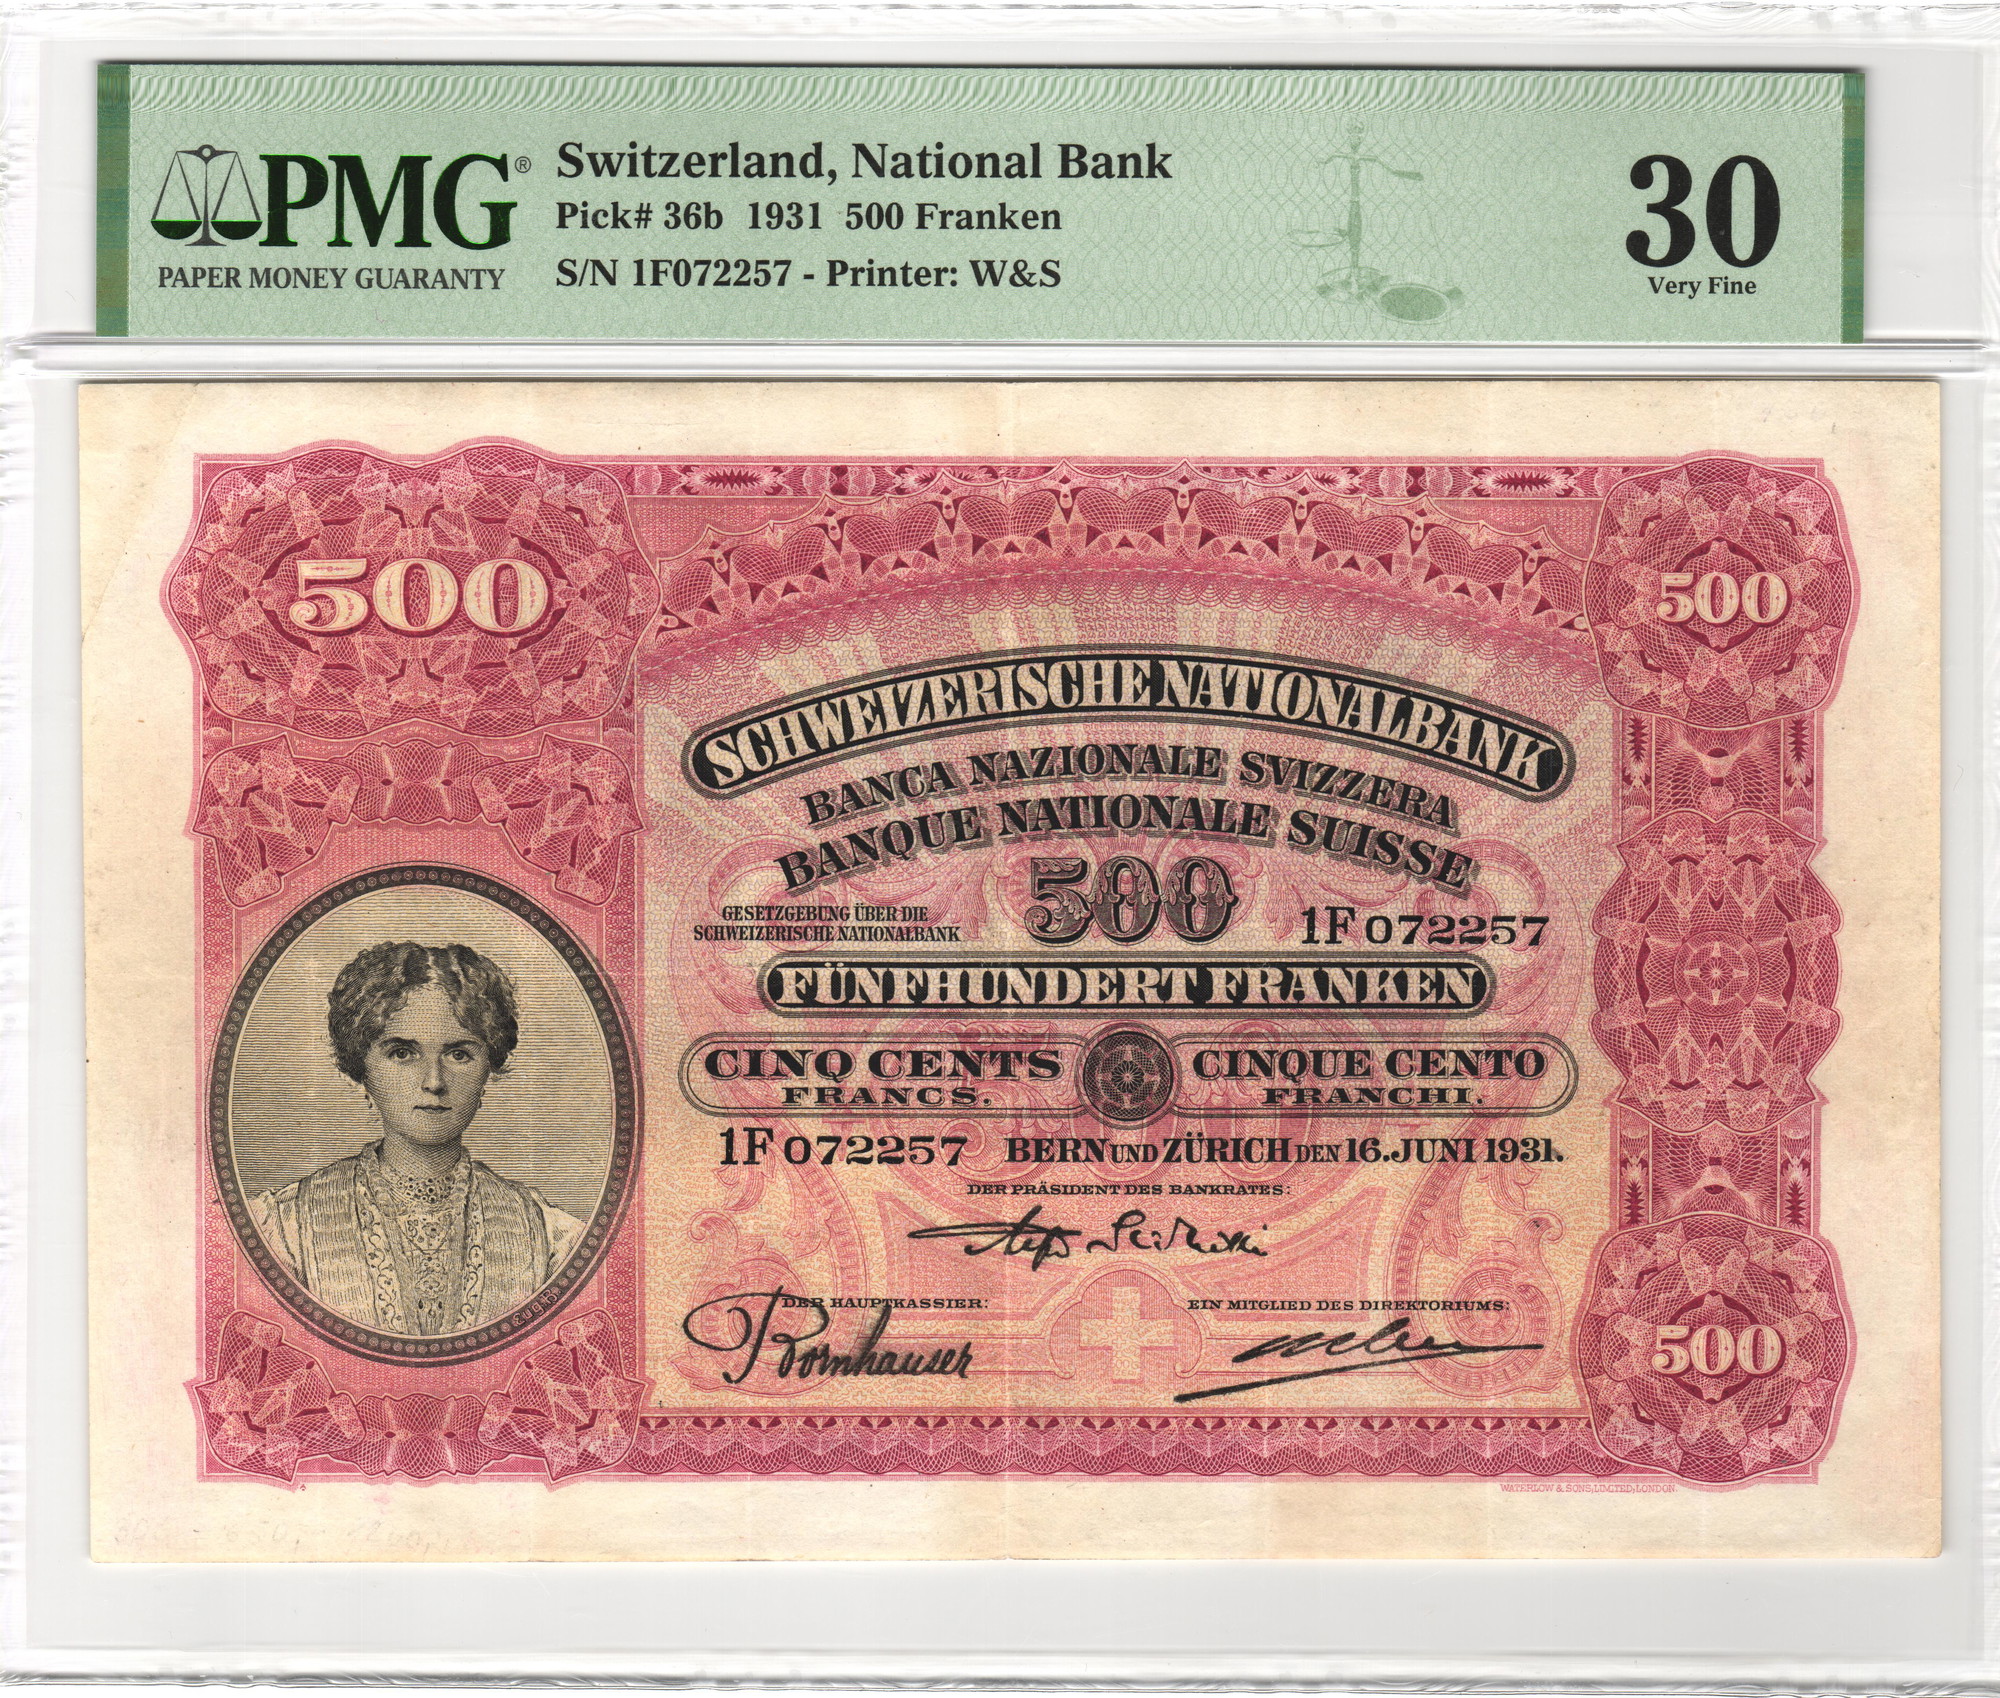 PMG®
PAPER MONEY GUARANTY
Switzerland, National Bank
Pick# 36b 1931 500 Franken
S/N 1F072257 - Printer: W&S
30
Very Fine
500
500
SCHWEIZERISCHE NATIONALBANK
BANCA NAZIONALE SVIZZERA
BANQUE NATIONALE SUISSE
500
GESETZGEBUNG ÜBER DIE
SCHWEIZERISCHE NATIONALBANK
1F 072257
FÜNFHUNDERT FRANKEN
CINQ CENTS
FRANCS.
CINQUE CENTO
FRANCHI.
1F 072257
BERN UND ZÜRICH DEN 16. JUNI 1931.
DER PRÄSIDENT DES BANKRATES:
DER HAUPTKASSIER:
Bornhauser
EIN MITGLIED DES DIREKTORIUMS:
500
WATERLOW & SONS, LIMITED, LONDON.